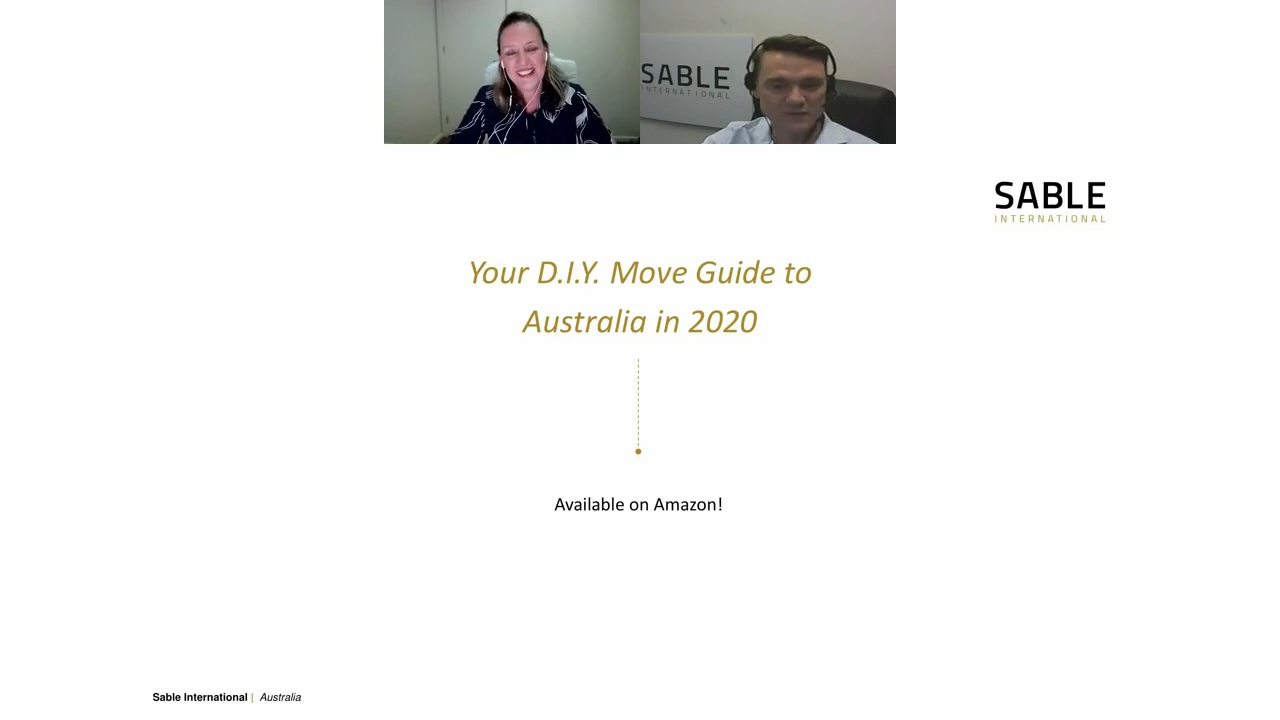 SABLE
INTERNATIONAL
SABLE
INTERNATIONAL
Your D.I.Y. Move Guide to
Australia in 2020
Available on Amazon!
Sable International | Australia